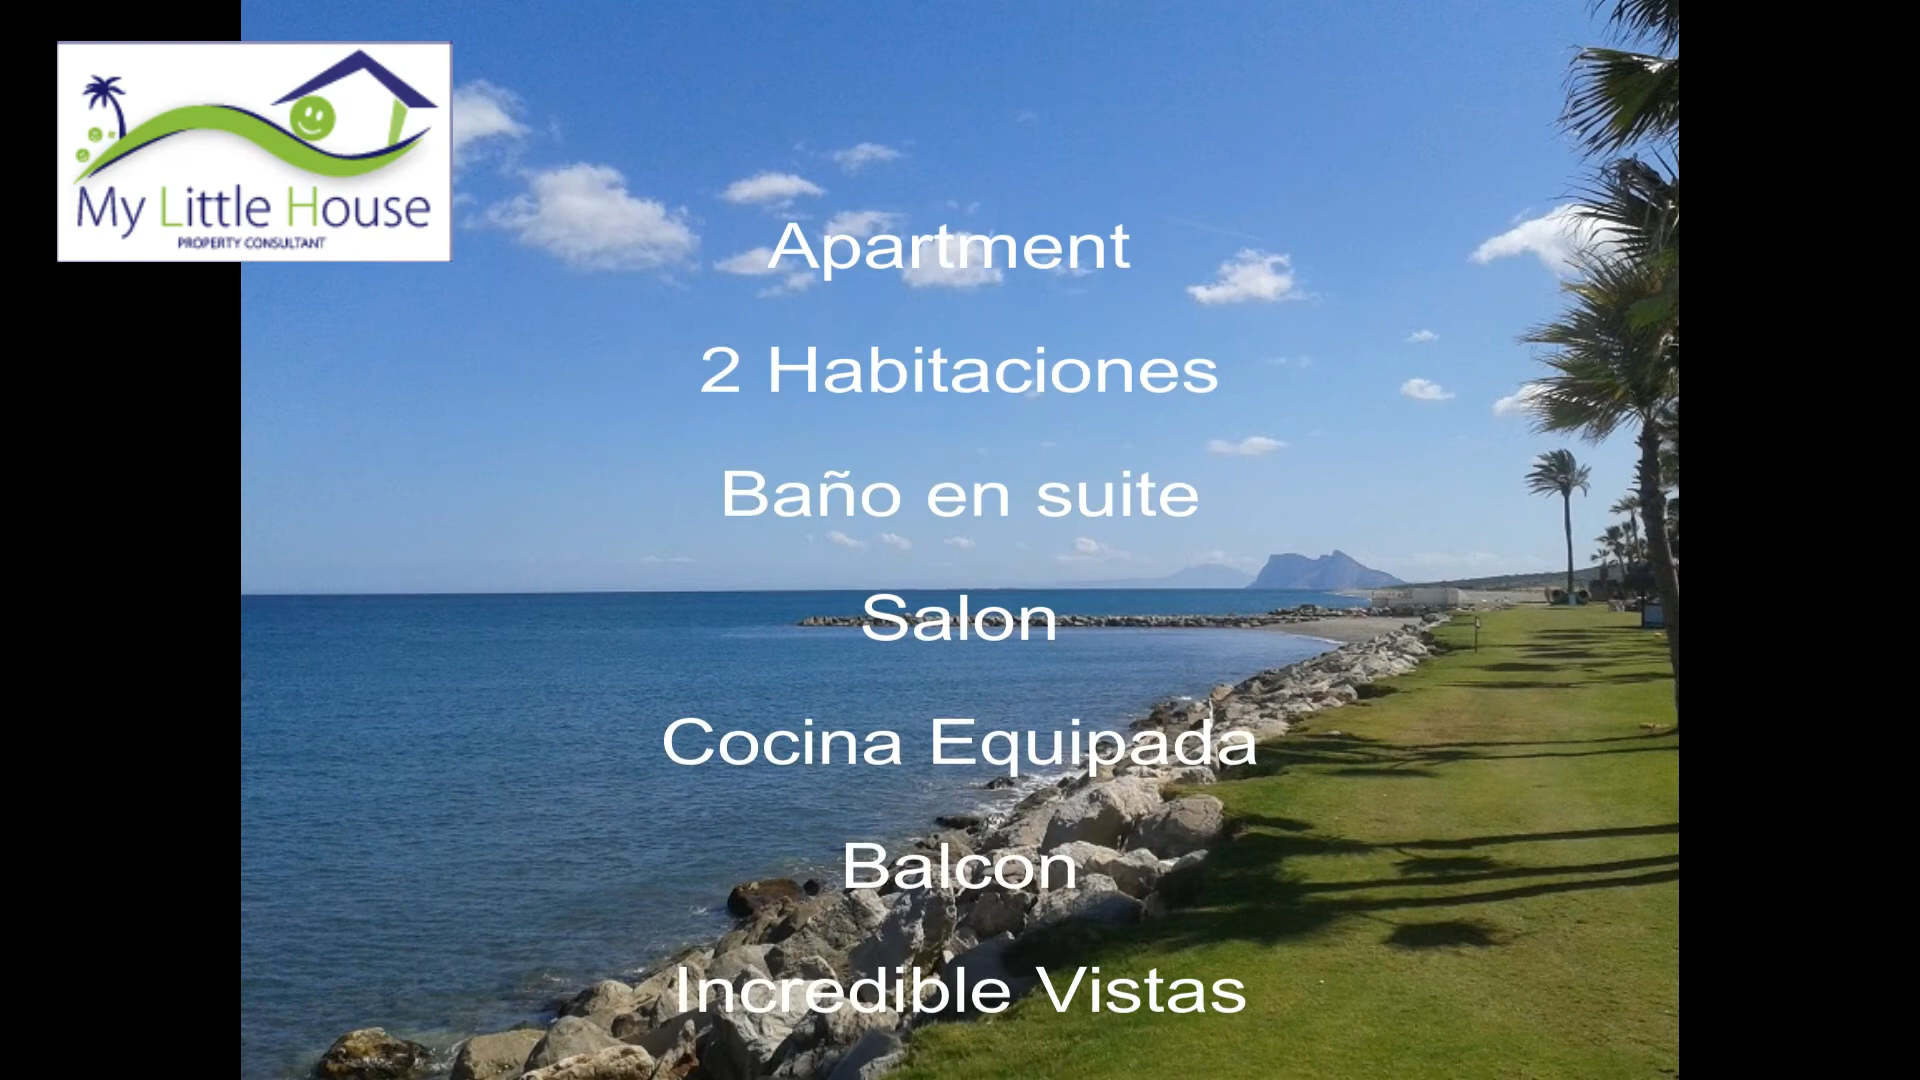 My Little House
PROPERTY CONSULTANT
Apartment
2 Habitaciones
Baño en suite
Salon
Cocina Equipada
Balcon
Incredible Vistas